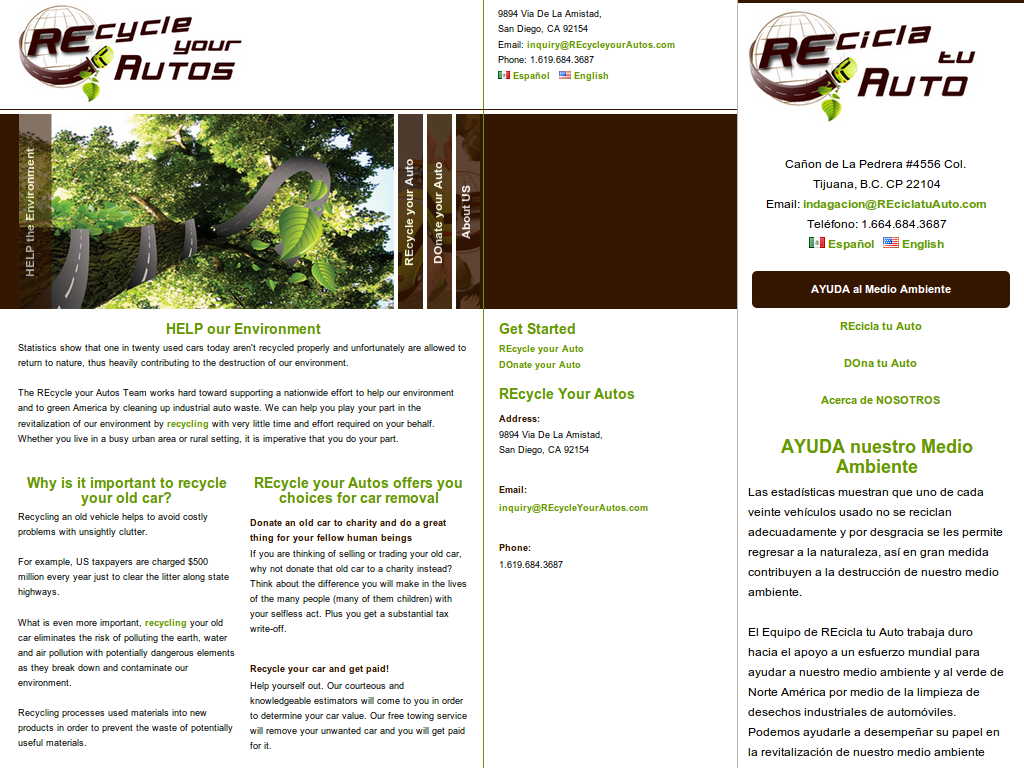 REcycle
your
AUTOS
9894 Via De La Amistad,
San Diego, CA 92154
Email: inquiry@REcycleyourAutos.com
Phone: 1.619.684.3687
Español English
HELP the Environment
REcycle your Auto
DOnate your Auto
About US
HELP our Environment
Statistics show that one in twenty used cars today aren't recycled properly and unfortunately are allowed to
return to nature, thus heavily contributing to the destruction of our environment.
The REcycle your Autos Team works hard toward supporting a nationwide effort to help our environment
and to green America by cleaning up industrial auto waste. We can help you play your part in the
revitalization of our environment by recycling with very little time and effort required on your behalf.
Whether you live in a busy urban area or rural setting, it is imperative that you do your part.
Why is it important to recycle
your old car?
Recycling an old vehicle helps to avoid costly
problems with unsightly clutter.
For example, US taxpayers are charged $500
million every year just to clear the litter along state
highways.
What is even more important, recycling your old
car eliminates the risk of polluting the earth, water
and air pollution with potentially dangerous elements
as they break down and contaminate our
environment.
Recycling processes used materials into new
products in order to prevent the waste of potentially
useful materials.
REcycle your Autos offers you
choices for car removal
Donate an old car to charity and do a great
thing for your fellow human beings
If you are thinking of selling or trading your old car,
why not donate that old car to a charity instead?
Think about the difference you will make in the lives
of the many people (many of them children) with
your selfless act. Plus you get a substantial tax
write-off.
Recycle your car and get paid!
Help yourself out. Our courteous and
knowledgeable estimators will come to you in order
to determine your car value. Our free towing service
will remove your unwanted car and you will get paid
for it.
Get Started
REcycle your Auto
DOnate your Auto
REcycle Your Autos
Address:
9894 Via De La Amistad,
San Diego, CA 92154
Email:
inquiry@REcycleYourAutos.com
Phone:
1.619.684.3687
REcicla
tu
AUTO
Cañon de La Pedrera #4556 Col.
Tijuana, B.C. CP 22104
Email: indagacion@REciclatuAuto.com
Teléfono: 1.664.684.3687
Español English
AYUDA al Medio Ambiente
REcicla tu Auto
DOna tu Auto
Acerca de NOSOTROS
AYUDA nuestro Medio
Ambiente
Las estadísticas muestran que uno de cada
veinte vehículos usado no se reciclan
adecuadamente y por desgracia se les permite
regresar a la naturaleza, así en gran medida
contribuyen a la destrucción de nuestro medio
ambiente.
El Equipo de REcicla tu Auto trabaja duro
hacia el apoyo a un esfuerzo mundial para
ayudar a nuestro medio ambiente y al verde de
Norte América por medio de la limpieza de
desechos industriales de automóviles.
Podemos ayudarle a desempeñar su papel en
la revitalización de nuestro medio ambiente